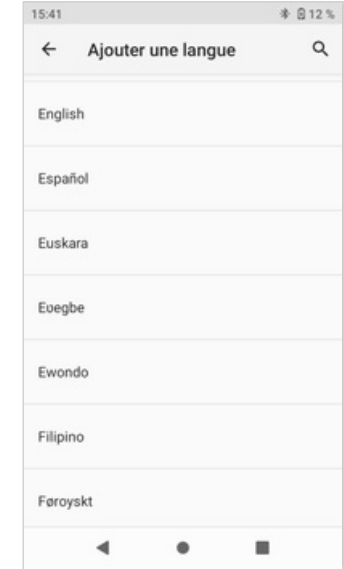 15:41
12 %
Ajouter une langue
English
Español
Euskara
Eʋegbe
Ewondo
Filipino
Føroyskt